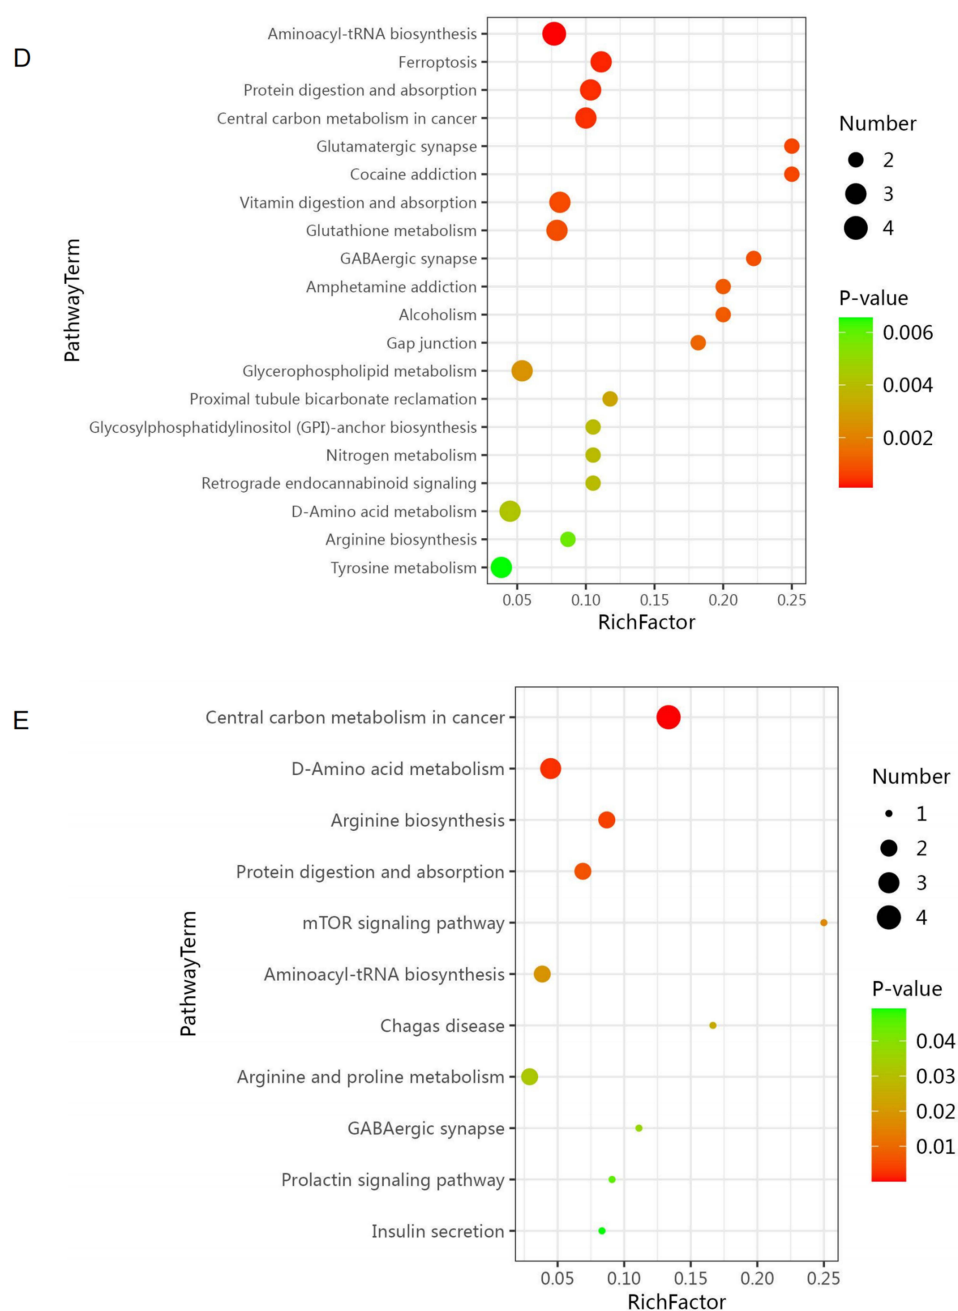 D
Aminoacyl-tRNA biosynthesis
Ferroptosis
Protein digestion and absorption
Central carbon metabolism in cancer
Glutamatergic synapse
Cocaine addiction
Vitamin digestion and absorption
Glutathione metabolism
GABAergic synapse
Amphetamine addiction
Alcoholism
Gap junction
Glycerophospholipid metabolism
Proximal tubule bicarbonate reclamation
Glycosylphosphatidylinositol (GPI)-anchor biosynthesis
Nitrogen metabolism
Retrograde endocannabinoid signaling
D-Amino acid metabolism
Arginine biosynthesis
Tyrosine metabolism
PathwayTerm
0.05 0.10 0.15 0.20 0.25
RichFactor
Number
2
3
4
P-value
0.006
0.004
0.002
E
Central carbon metabolism in cancer
D-Amino acid metabolism
Arginine biosynthesis
Protein digestion and absorption
mTOR signaling pathway
Aminoacyl-tRNA biosynthesis
Chagas disease
Arginine and proline metabolism
GABAergic synapse
Prolactin signaling pathway
Insulin secretion
PathwayTerm
0.05 0.10 0.15 0.20 0.25
RichFactor
Number
1
2
3
4
P-value
0.04
0.03
0.02
0.01